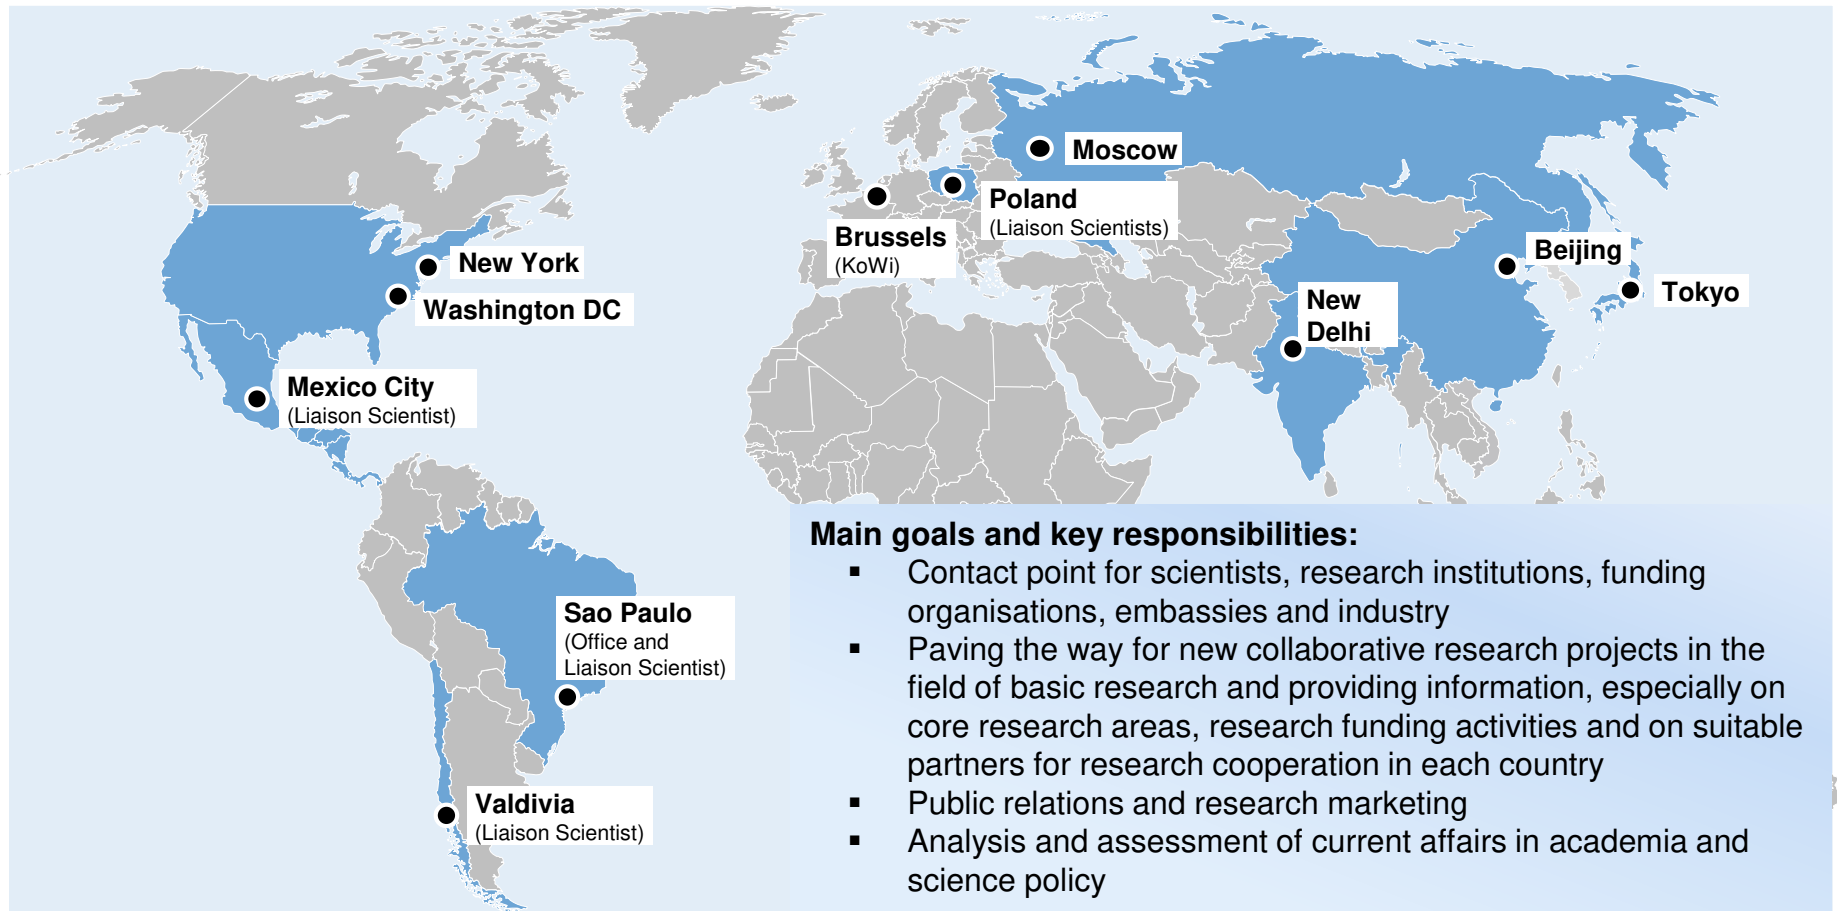 Moscow
Poland
(Liaison Scientists)
Brussels
(KoWi)
New York
Washington DC
Beijing
Tokyo
New
Delhi
Mexico City
(Liaison Scientist)
Sao Paulo
(Office and
Liaison Scientist)
Valdivia
(Liaison Scientist)
Main goals and key responsibilities:
▪ Contact point for scientists, research institutions, funding
organisations, embassies and industry
▪ Paving the way for new collaborative research projects in the
field of basic research and providing information, especially on
core research areas, research funding activities and on suitable
partners for research cooperation in each country
▪ Public relations and research marketing
▪ Analysis and assessment of current affairs in academia and
science policy